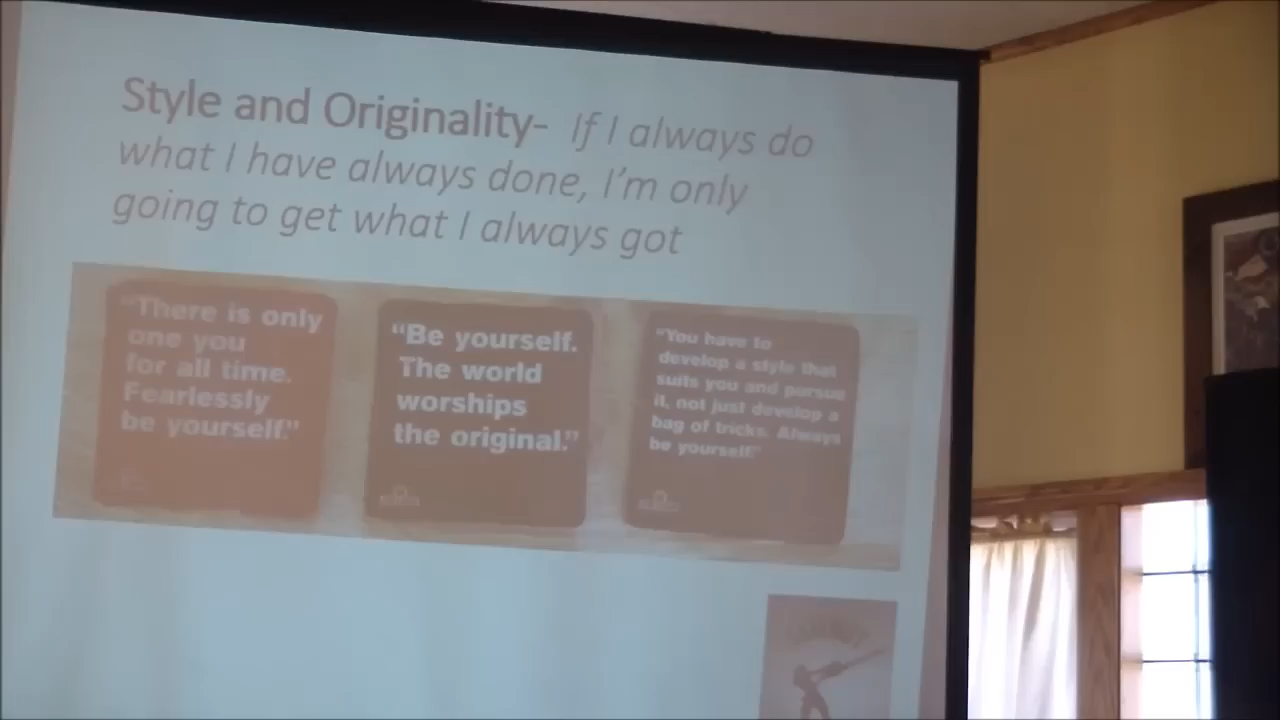 Style and Originality- If I always do
what I have always done, I'm only
going to get what I always got
"There is only
one you
for all time.
Fearlessly
be yourself."
"Be yourself.
The world
worships
the original."
"You have to
develop a style that
suits you and pursue
it, not just develop a
bag of tricks. Always
be yourself."